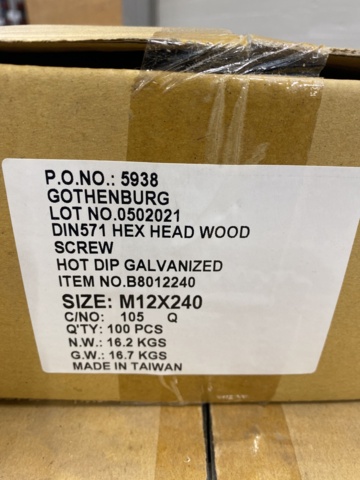 P.O.NO.: 5938
GOTHENBURG
LOT NO.0502021
DIN571 HEX HEAD WOOD
SCREW
HOT DIP GALVANIZED
ITEM NO.B8012240
SIZE: M12X240
C/NO: 105 Q
Q'TY: 100 PCS
N.W.: 16.2 KGS
G.W.: 16.7 KGS
MADE IN TAIWAN